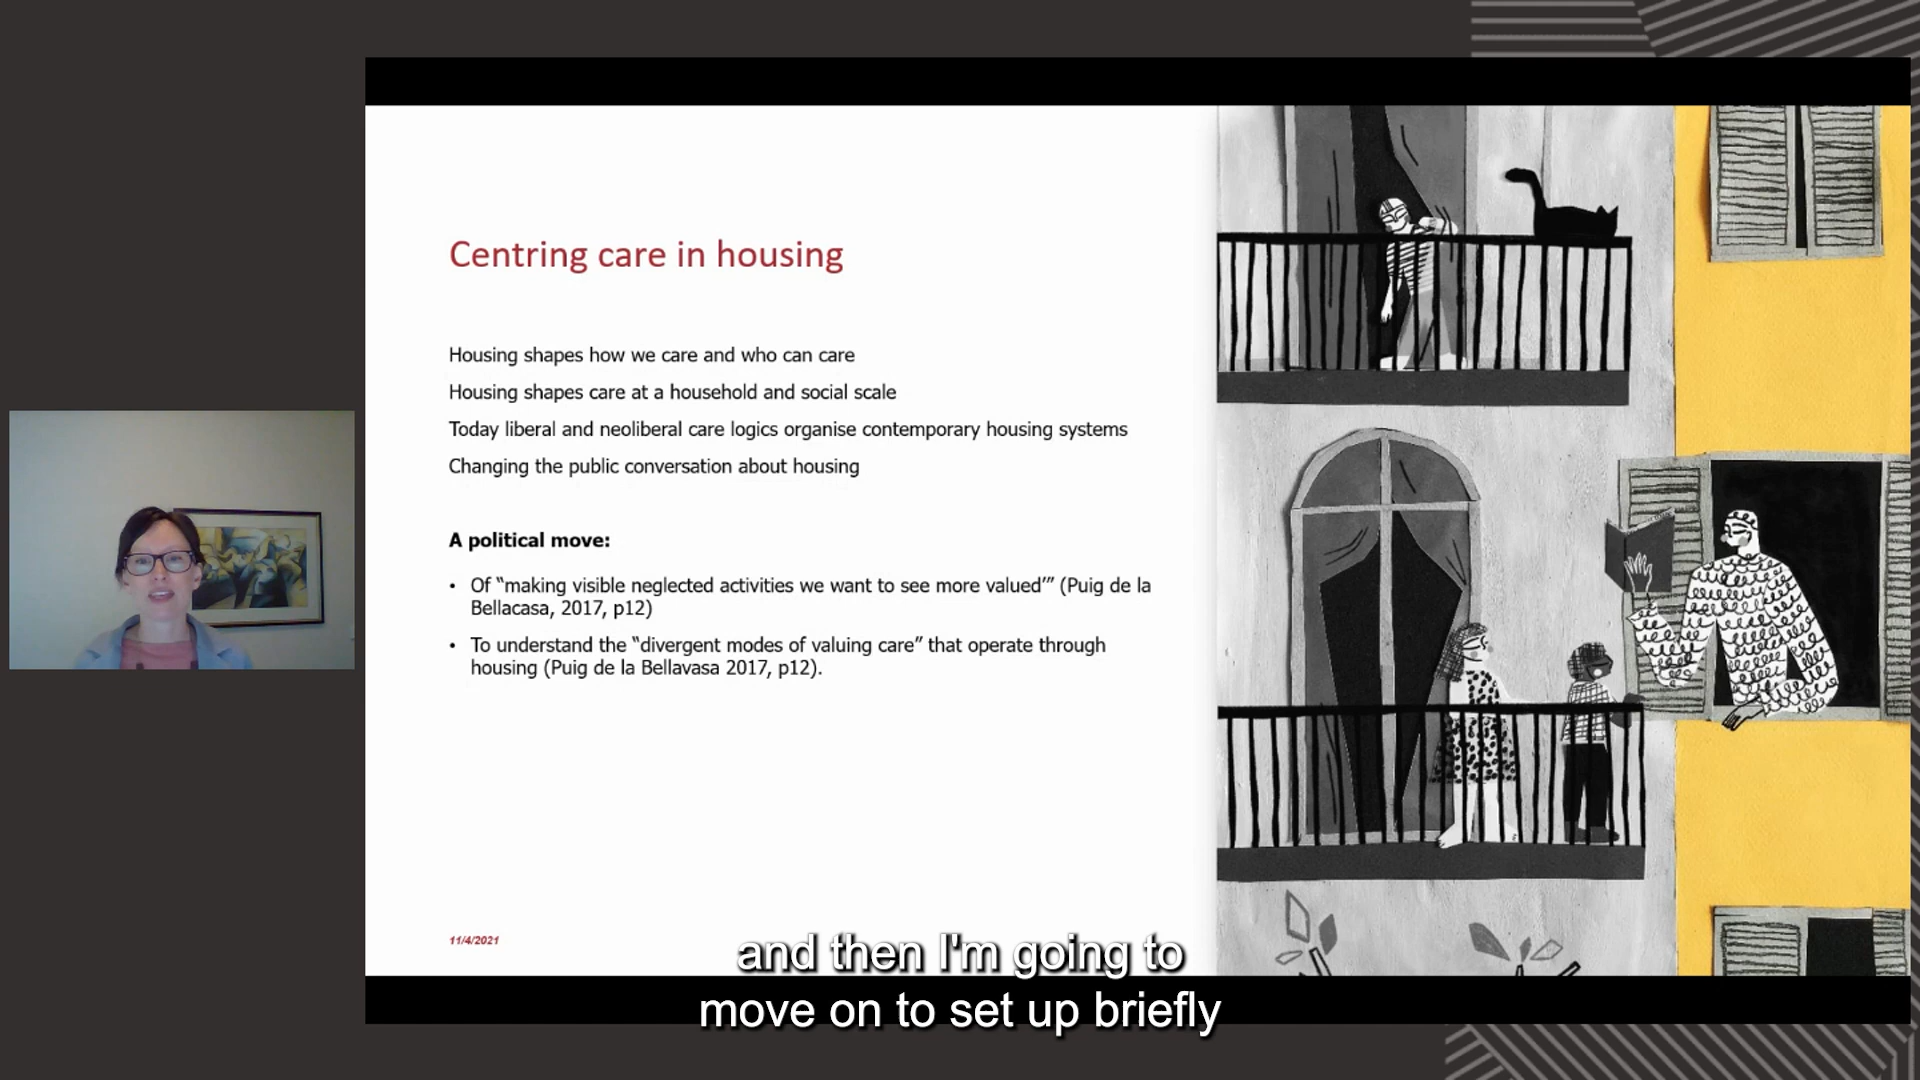 Centring care in housing
Housing shapes how we care and who can care
Housing shapes care at a household and social scale
Today liberal and neoliberal care logics organise contemporary housing systems
Changing the public conversation about housing
A political move:
• Of “making visible neglected activities we want to see more valued’” (Puig de la
Bellacasa, 2017, p12)
• To understand the “divergent modes of valuing care” that operate through
housing (Puig de la Bellavasa 2017, p12).
11/4/2021
and then I'm going to
move on to set up briefly